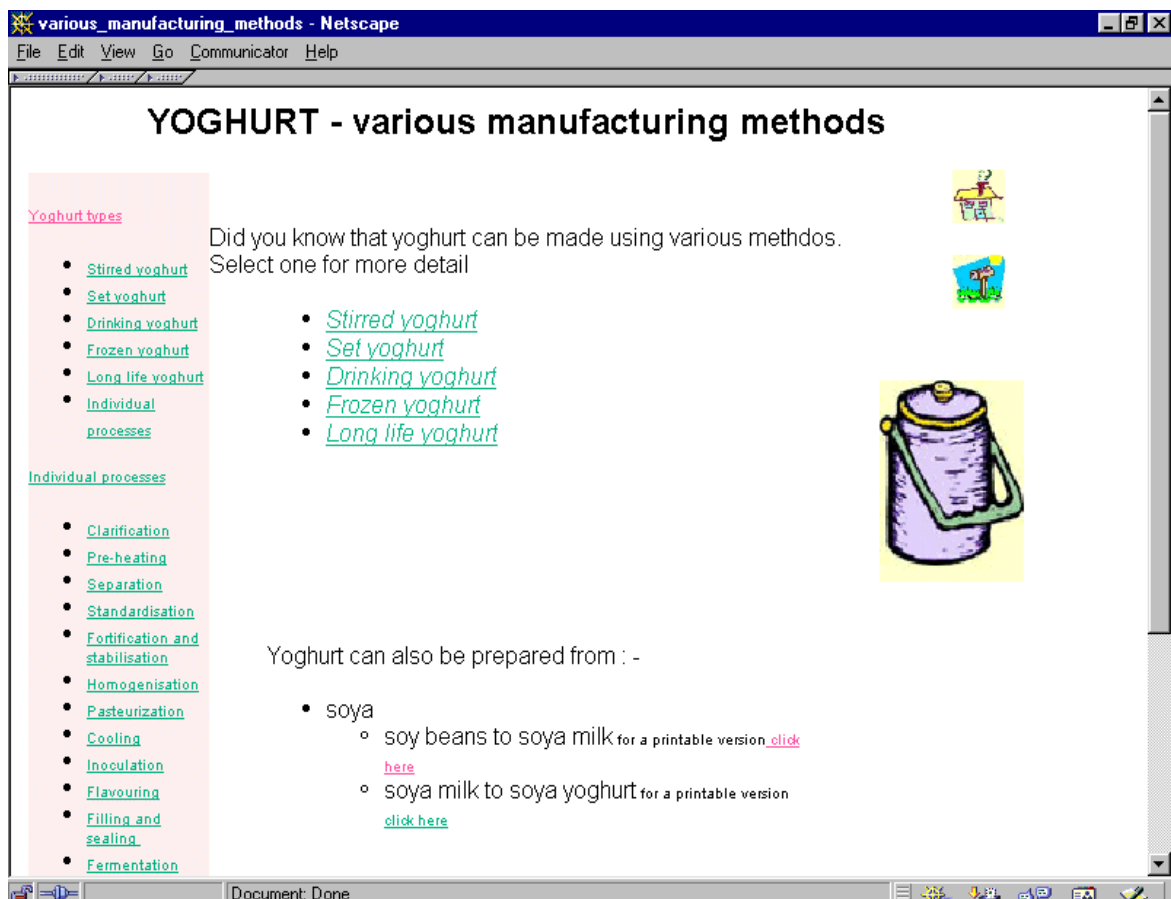 various_manufacturing_methods - Netscape
File Edit View Go Communicator Help
YOGHURT - various manufacturing methods
Yoghurt types
Stirred yoghurt
Set yoghurt
Drinking yoghurt
Frozen yoghurt
Long life yoghurt
Individual
processes
Individual processes
Clarification
Pre-heating
Separation
Standardisation
Fortification and
stabilisation
Homogenisation
Pasteurization
Cooling
Inoculation
Flavouring
Filling and
sealing
Fermentation
Did you know that yoghurt can be made using various methdos.
Select one for more detail
Stirred yoghurt
Set yoghurt
Drinking yoghurt
Frozen yoghurt
Long life yoghurt
Yoghurt can also be prepared from : -
soya
soy beans to soya milk for a printable version click
here
soya milk to soya yoghurt for a printable version
click here
Document: Done